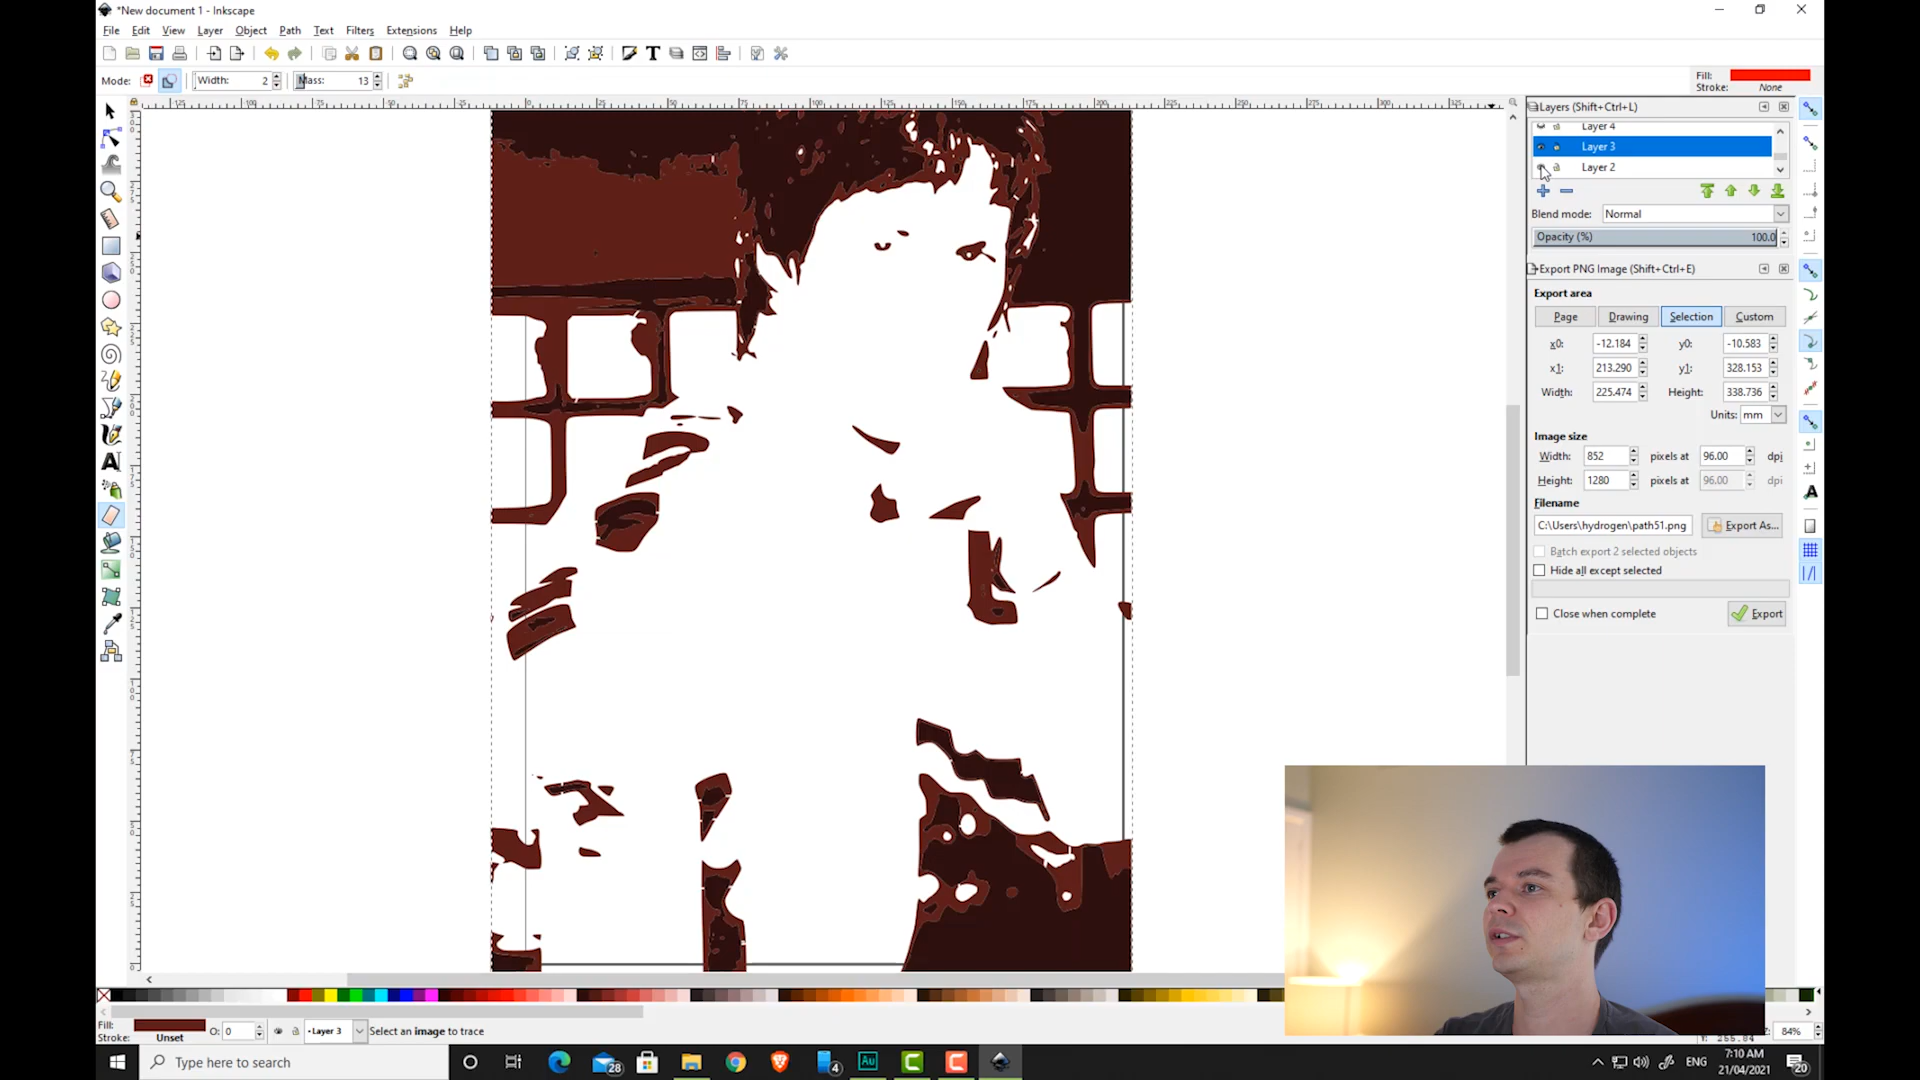 *New document 1 - Inkscape
File Edit View Layer Object Path Text Filters Extensions Help
Mode: Width: 2 Mass: 13
Fill:
Stroke: None
Layers (Shift+Ctrl+L)
Layer 4
Layer 3
Layer 2
Blend mode: Normal
Opacity (%) 100.0
Export PNG Image (Shift+Ctrl+E)
Export area
Page Drawing Selection Custom
x0: -12.184 y0: -10.583
x1: 213.290 y1: 328.153
Width: 225.474 Height: 338.736
Units: mm
Image size
Width: 852 pixels at 96.00 dpi
Height: 1280 pixels at 96.00 dpi
Filename
C:\Users\hydrogen\path51.png Export As...
Batch export 2 selected objects
Hide all except selected
Close when complete Export
Fill:
Stroke: Unset
O: 0
Layer 3
Select an image to trace
84%
Type here to search
28
4
ENG
7:10 AM
21/04/2021
20